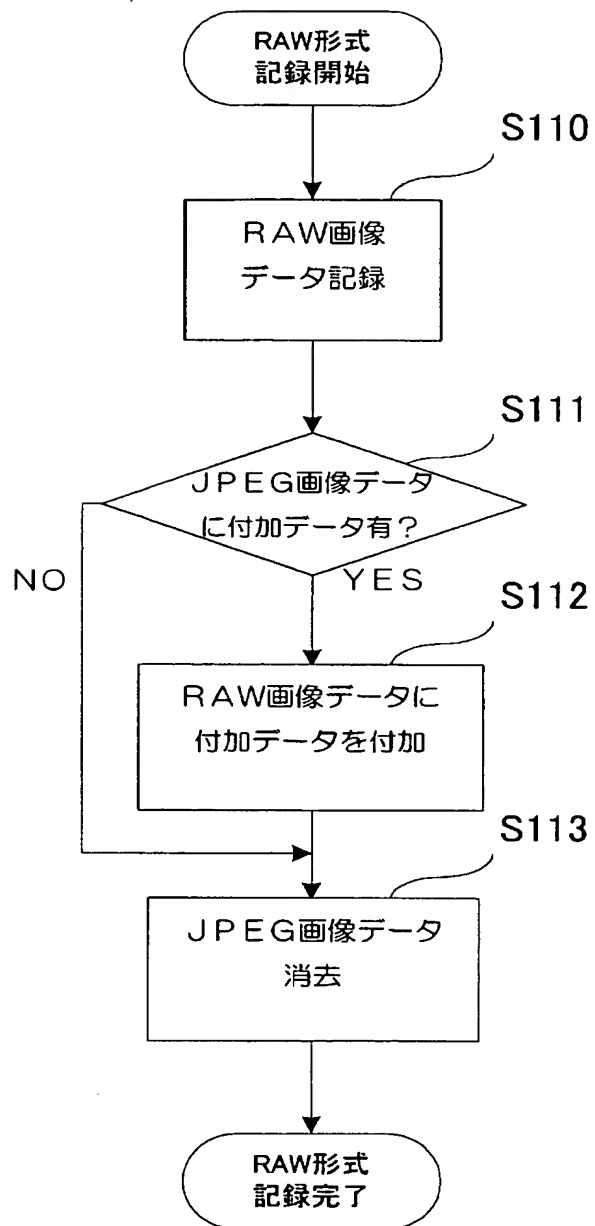 RAW形式
記録開始
S110
RAW画像
データ記録
S111
JPEG画像データ
に付加データ有?
NO
YES
S112
RAW画像データに
付加データを付加
S113
JPEG画像データ
消去
RAW形式
記録完了